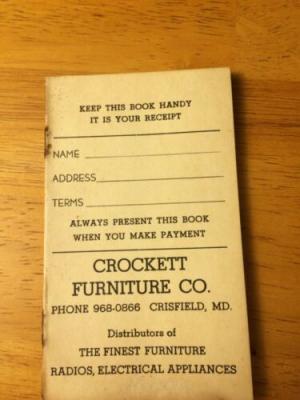 KEEP THIS BOOK HANDY
IT IS YOUR RECEIPT
NAME
ADDRESS
TERMS
ALWAYS PRESENT THIS BOOK
WHEN YOU MAKE PAYMENT
CROCKETT
FURNITURE CO.
PHONE 968-0866 CRISFIELD, MD.
Distributors of
THE FINEST FURNITURE
RADIOS, ELECTRICAL APPLIANCES